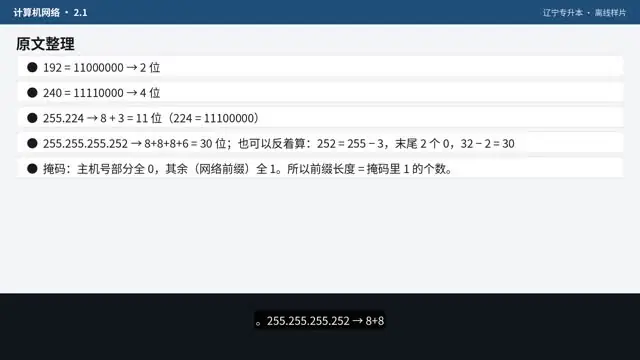 计算机网络 · 2.1
辽宁专升本 · 离线样片
原文整理
● 192 = 11000000 → 2 位
● 240 = 11110000 → 4 位
● 255.224 → 8 + 3 = 11 位（224 = 11100000）
● 255.255.255.252 → 8+8+8+6 = 30 位；也可以反着算：252 = 255 − 3，末尾 2 个 0，32 − 2 = 30
● 掩码：主机号部分全 0，其余（网络前缀）全 1。所以前缀长度 = 掩码里 1 的个数。
。255.255.255.252 → 8+8